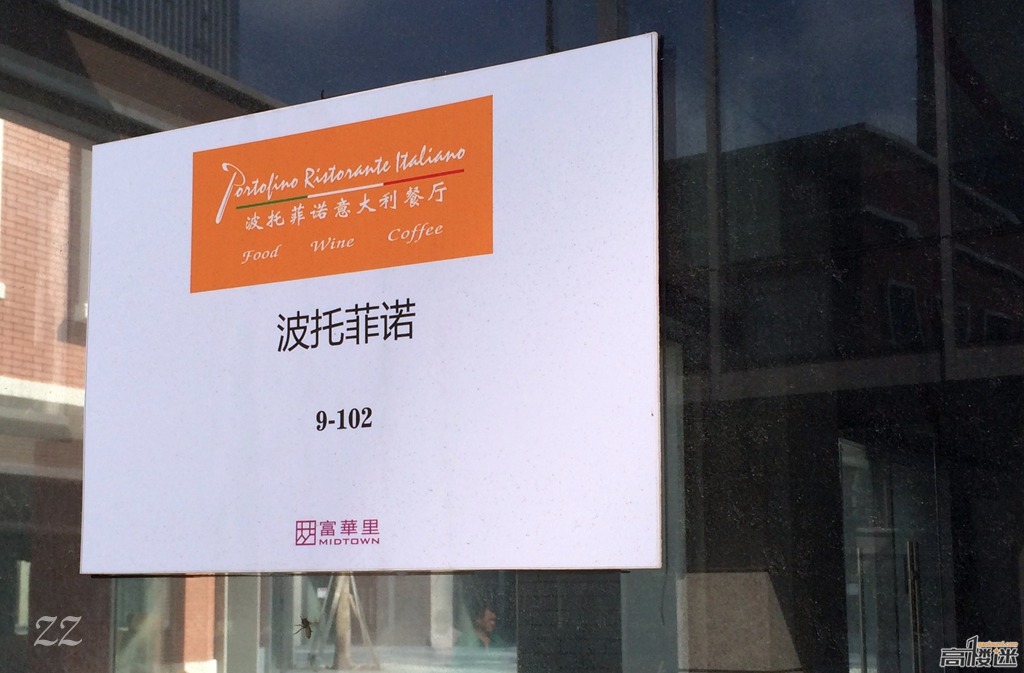 Portofino Ristorante Italiano
波托菲诺意大利餐厅
Food Wine Coffee
波托菲诺
9-102
富華里
MIDTOWN
ZZ
高楼迷